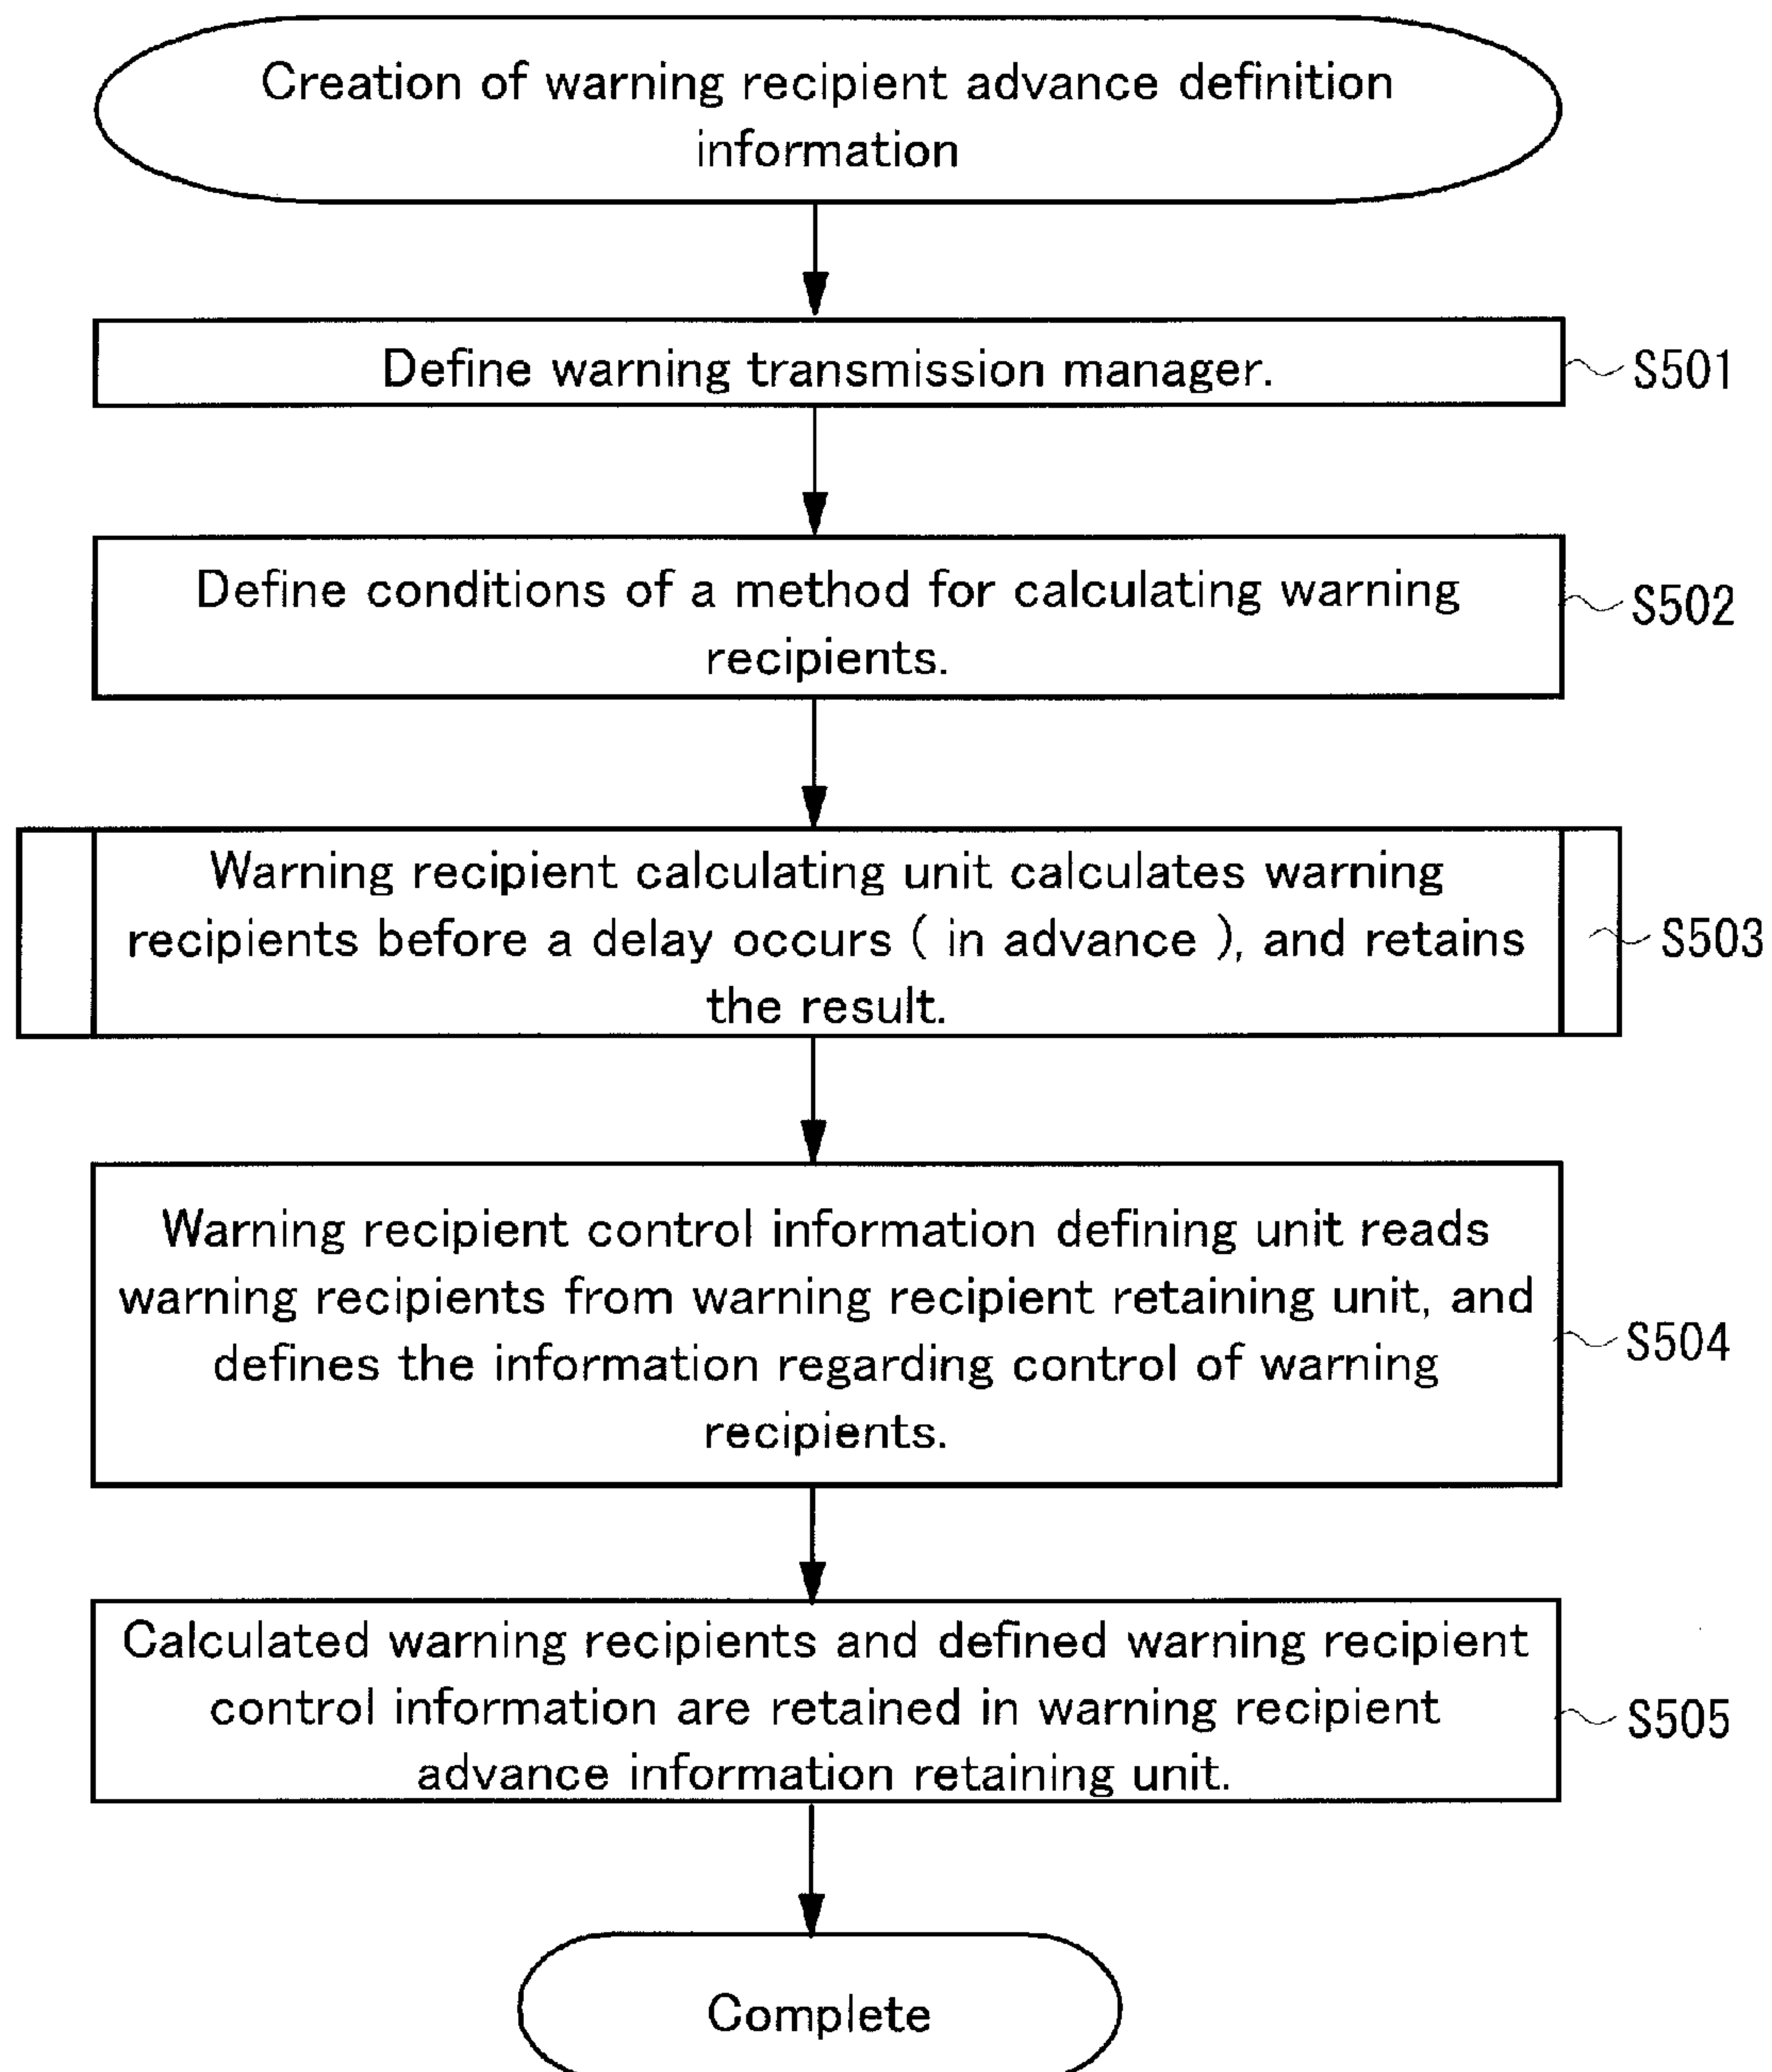 Creation of warning recipient advance definition
information
Define warning transmission manager.
S501
Define conditions of a method for calculating warning
recipients.
S502
Warning recipient calculating unit calculates warning
recipients before a delay occurs ( in advance ), and retains
the result.
S503
Warning recipient control information defining unit reads
warning recipients from warning recipient retaining unit, and
defines the information regarding control of warning
recipients.
S504
Calculated warning recipients and defined warning recipient
control information are retained in warning recipient
advance information retaining unit.
S505
Complete